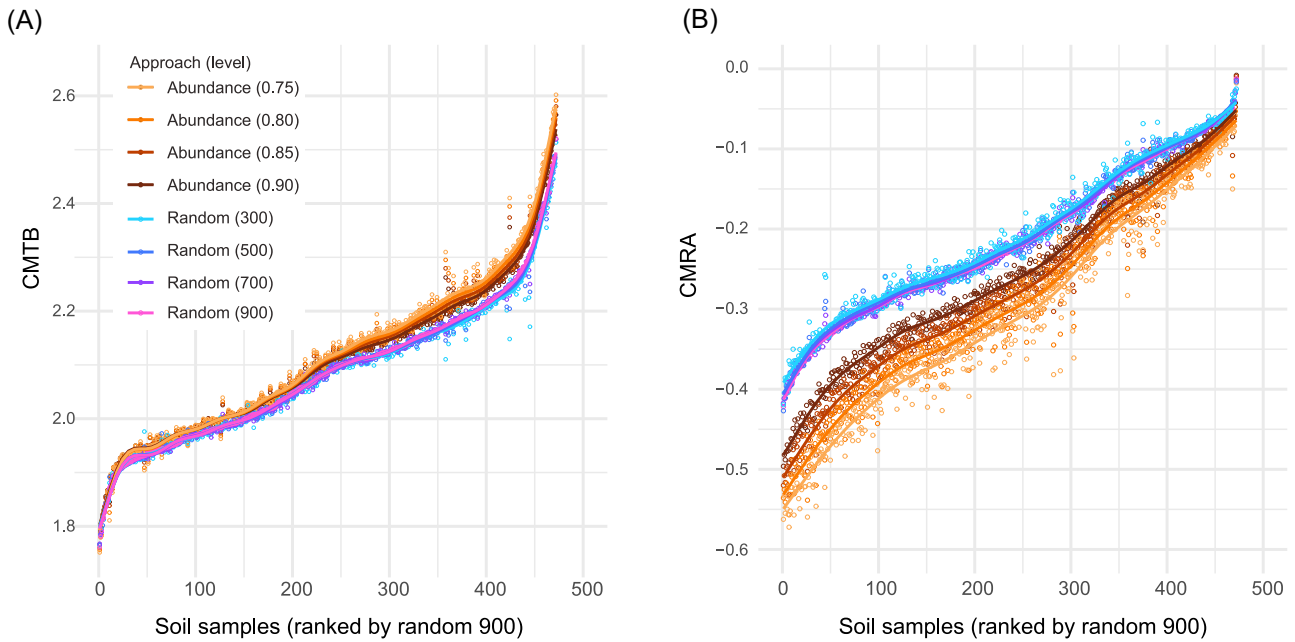 (A)
CMTB
2.6
2.4
2.2
2.0
1.8
Approach (level)
Abundance (0.75)
Abundance (0.80)
Abundance (0.85)
Abundance (0.90)
Random (300)
Random (500)
Random (700)
Random (900)
0 100 200 300 400 500
Soil samples (ranked by random 900)
(B)
CMRA
0.0
−0.1
−0.2
−0.3
−0.4
−0.5
−0.6
0 100 200 300 400 500
Soil samples (ranked by random 900)